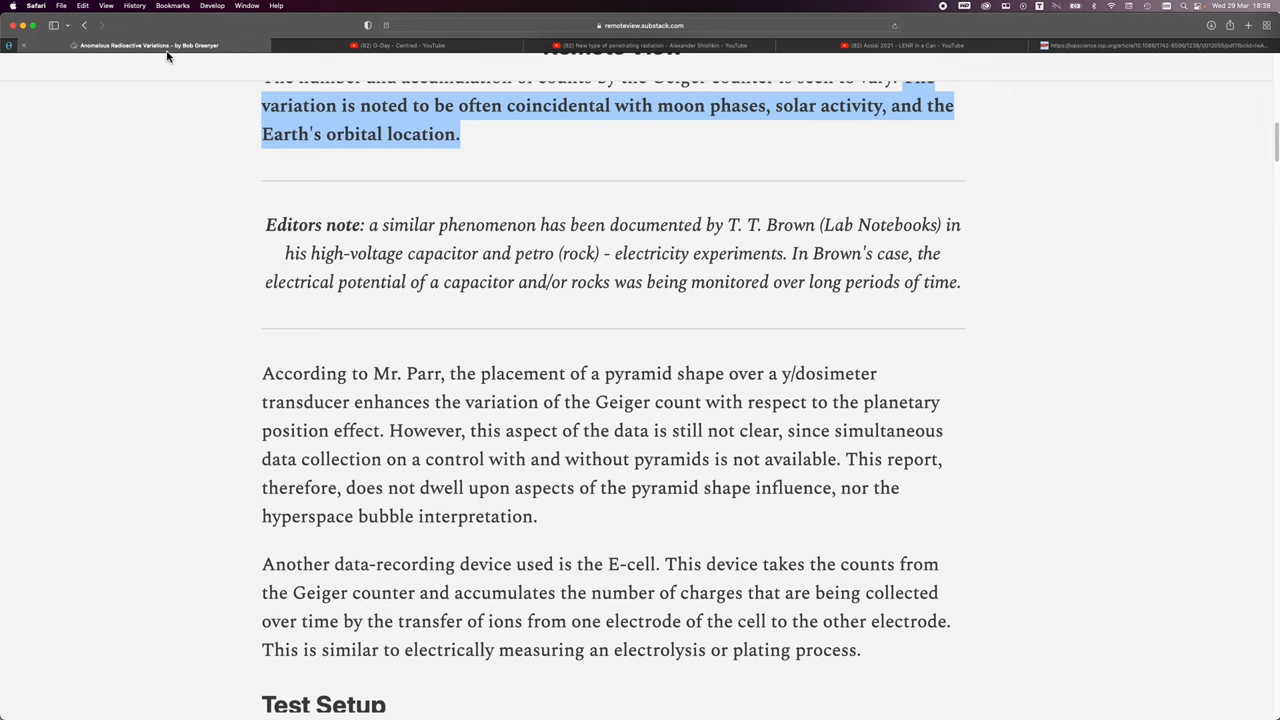 Safari File Edit View History Bookmarks Develop Window Help Wed 29 Mar 18:38
remoteview.substack.com
Anomalous Radioactive Variations - by Bob Greenyer (82) O-Day - Centred - YouTube (82) New type of penetrating radiation - Alexander Shishkin - YouTube (82) Assisi 2021 - LENR in a Can - YouTube
variation is noted to be often coincidental with moon phases, solar activity, and the
Earth's orbital location.
Editors note: a similar phenomenon has been documented by T. T. Brown (Lab Notebooks) in
his high-voltage capacitor and petro (rock) - electricity experiments. In Brown's case, the
electrical potential of a capacitor and/or rocks was being monitored over long periods of time.
According to Mr. Parr, the placement of a pyramid shape over a y/dosimeter
transducer enhances the variation of the Geiger count with respect to the planetary
position effect. However, this aspect of the data is still not clear, since simultaneous
data collection on a control with and without pyramids is not available. This report,
therefore, does not dwell upon aspects of the pyramid shape influence, nor the
hyperspace bubble interpretation.
Another data-recording device used is the E-cell. This device takes the counts from
the Geiger counter and accumulates the number of charges that are being collected
over time by the transfer of ions from one electrode of the cell to the other electrode.
This is similar to electrically measuring an electrolysis or plating process.
Test Setup